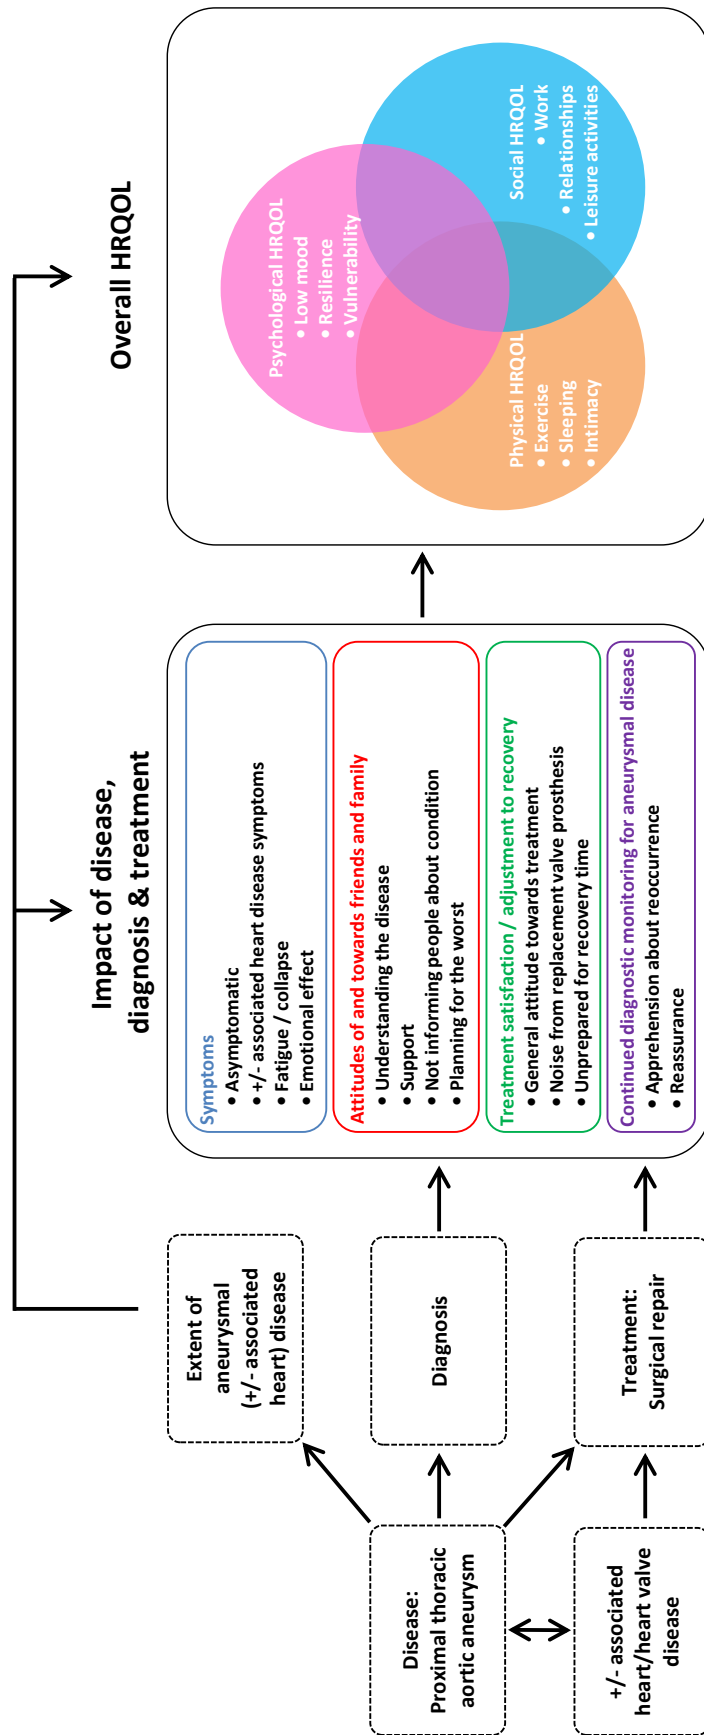 Disease:
Proximal thoracic
aortic aneurysm
+/- associated
heart/heart valve
disease
Extent of
aneurysmal
(+/- associated
heart) disease
Diagnosis
Treatment:
Surgical repair
Impact of disease,
diagnosis & treatment
Symptoms
• Asymptomatic
• +/- associated heart disease symptoms
• Fatigue / collapse
• Emotional effect
Attitudes of and towards friends and family
• Understanding the disease
• Support
• Not informing people about condition
• Planning for the worst
Treatment satisfaction / adjustment to recovery
• General attitude towards treatment
• Noise from replacement valve prosthesis
• Unprepared for recovery time
Continued diagnostic monitoring for aneurysmal disease
• Apprehension about reoccurrence
• Reassurance
Overall HRQOL
Psychological HRQOL
• Low mood
• Resilience
• Vulnerability
Physical HRQOL
• Exercise
• Sleeping
• Intimacy
Social HRQOL
• Work
• Relationships
• Leisure activities